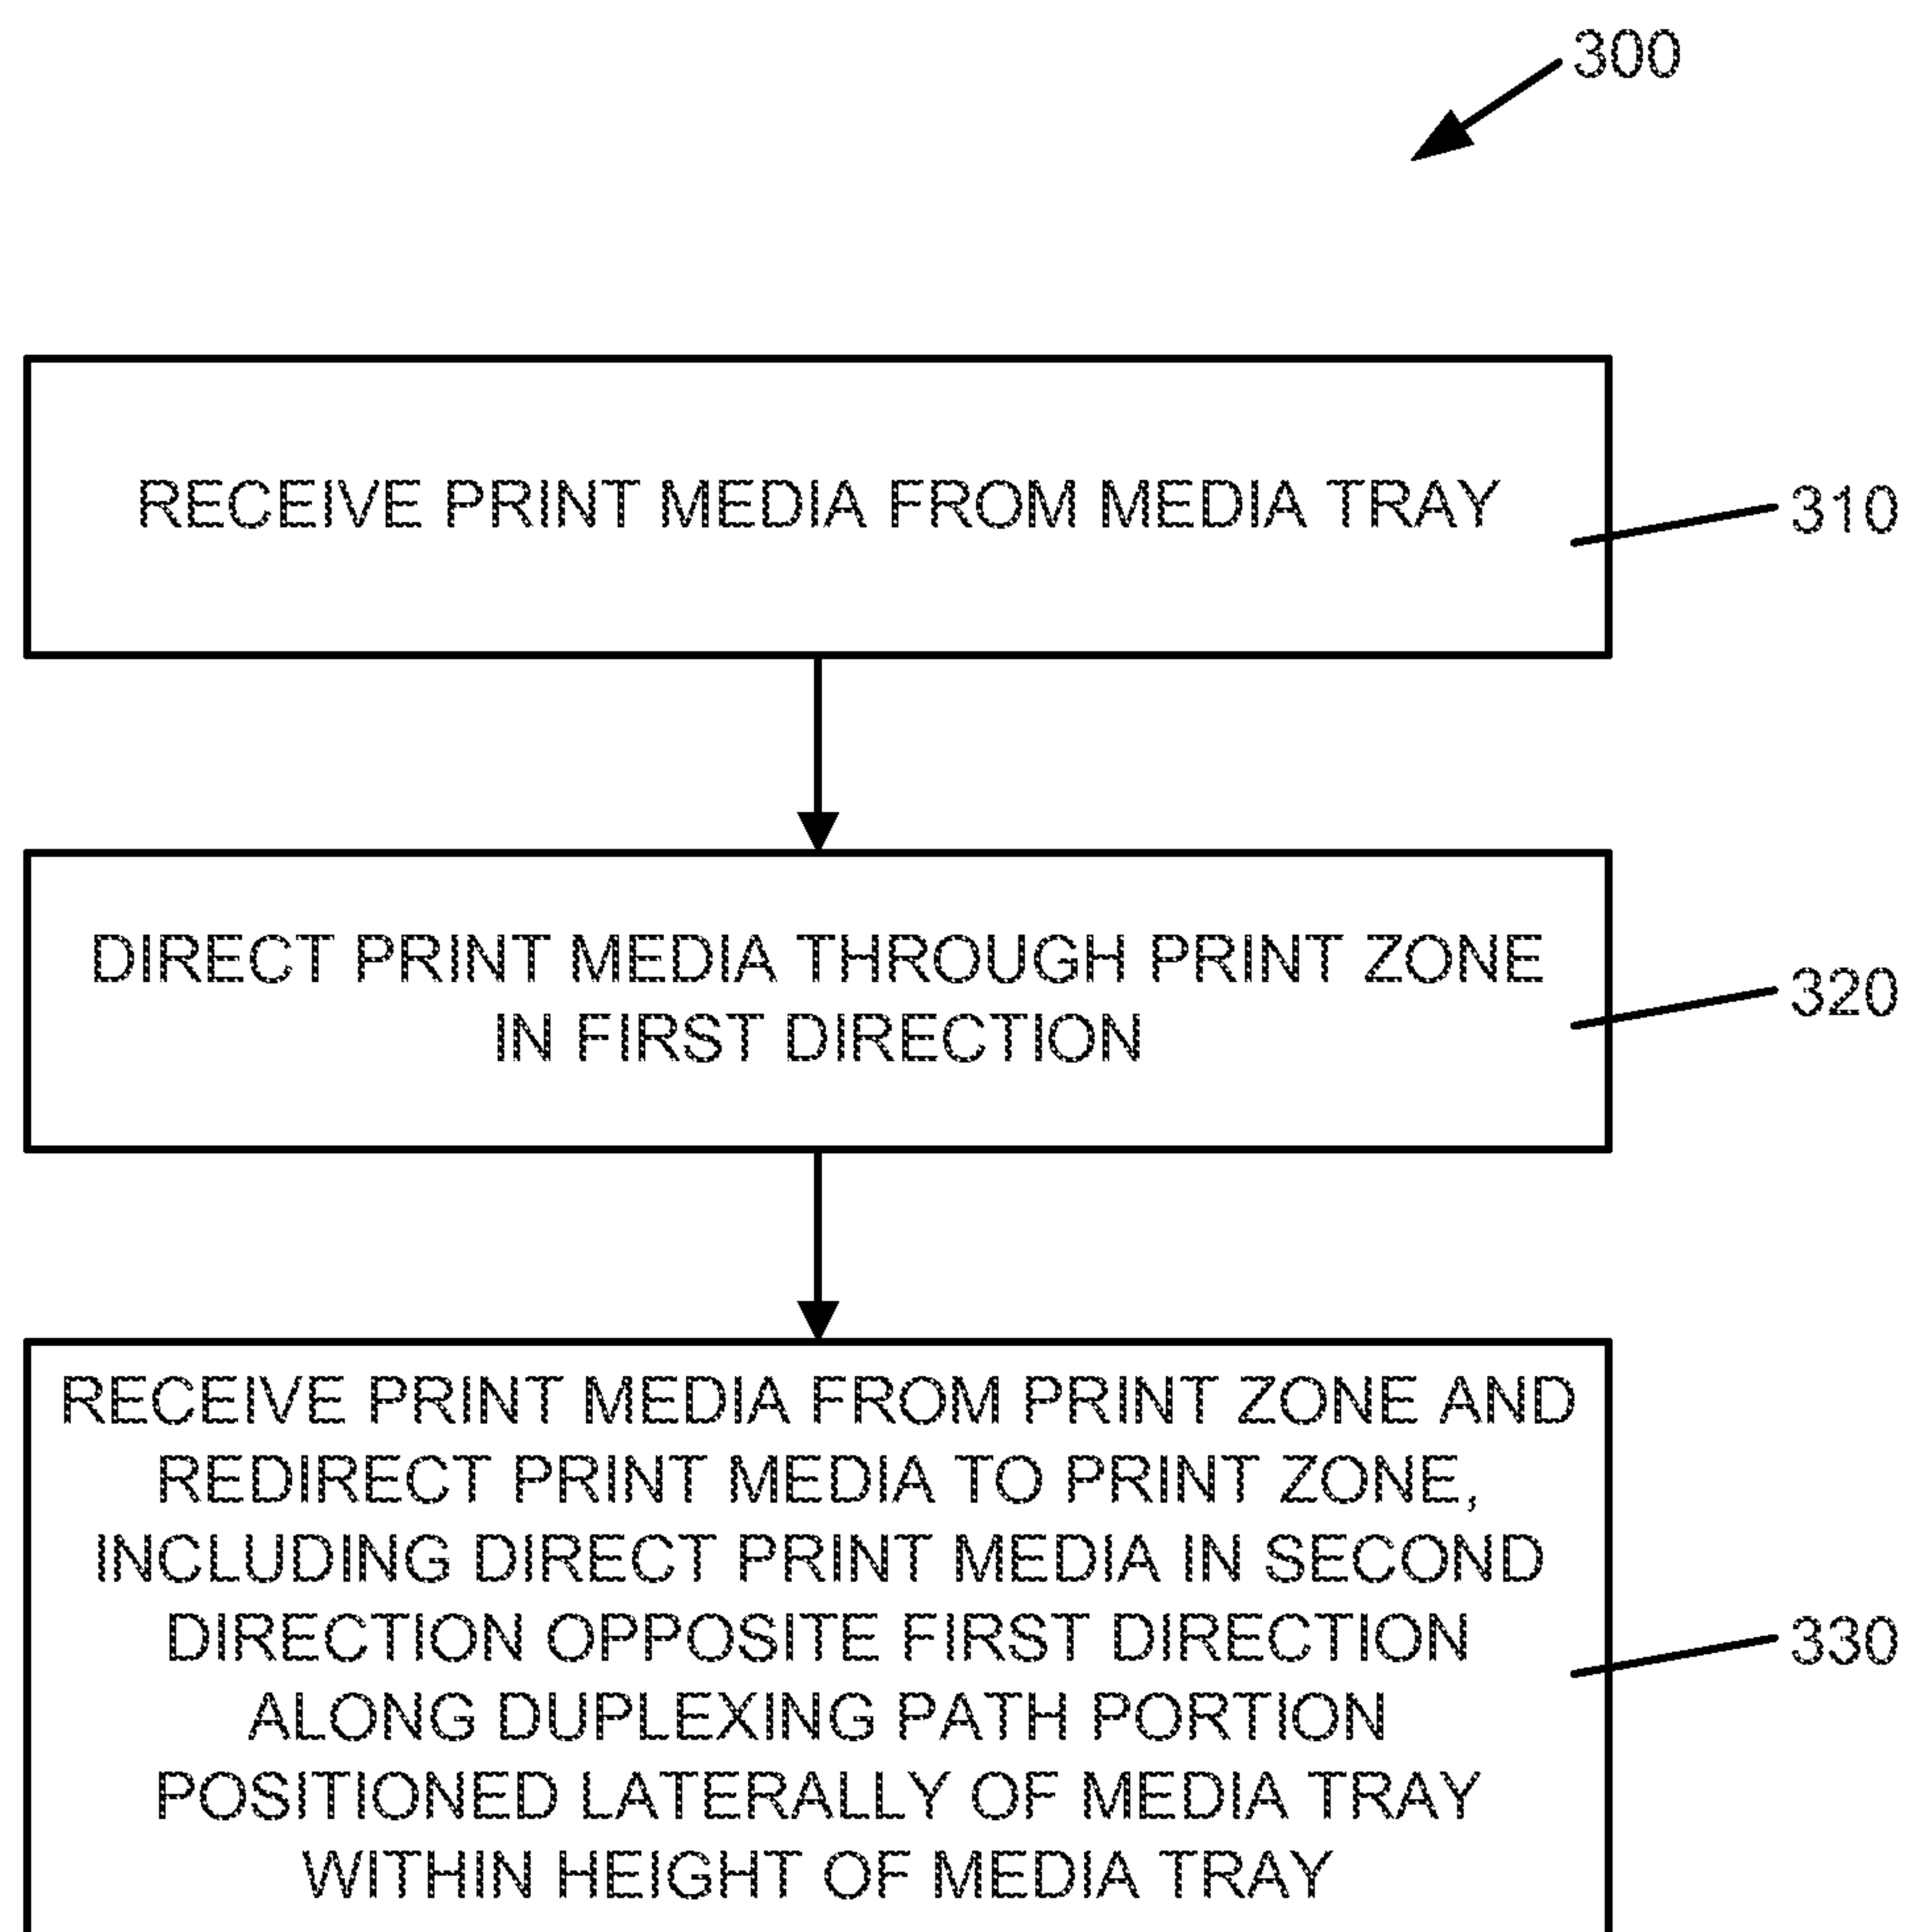 300
RECEIVE PRINT MEDIA FROM MEDIA TRAY
310
DIRECT PRINT MEDIA THROUGH PRINT ZONE
IN FIRST DIRECTION
320
RECEIVE PRINT MEDIA FROM PRINT ZONE AND
REDIRECT PRINT MEDIA TO PRINT ZONE,
INCLUDING DIRECT PRINT MEDIA IN SECOND
DIRECTION OPPOSITE FIRST DIRECTION
ALONG DUPLEXING PATH PORTION
POSITIONED LATERALLY OF MEDIA TRAY
WITHIN HEIGHT OF MEDIA TRAY
330